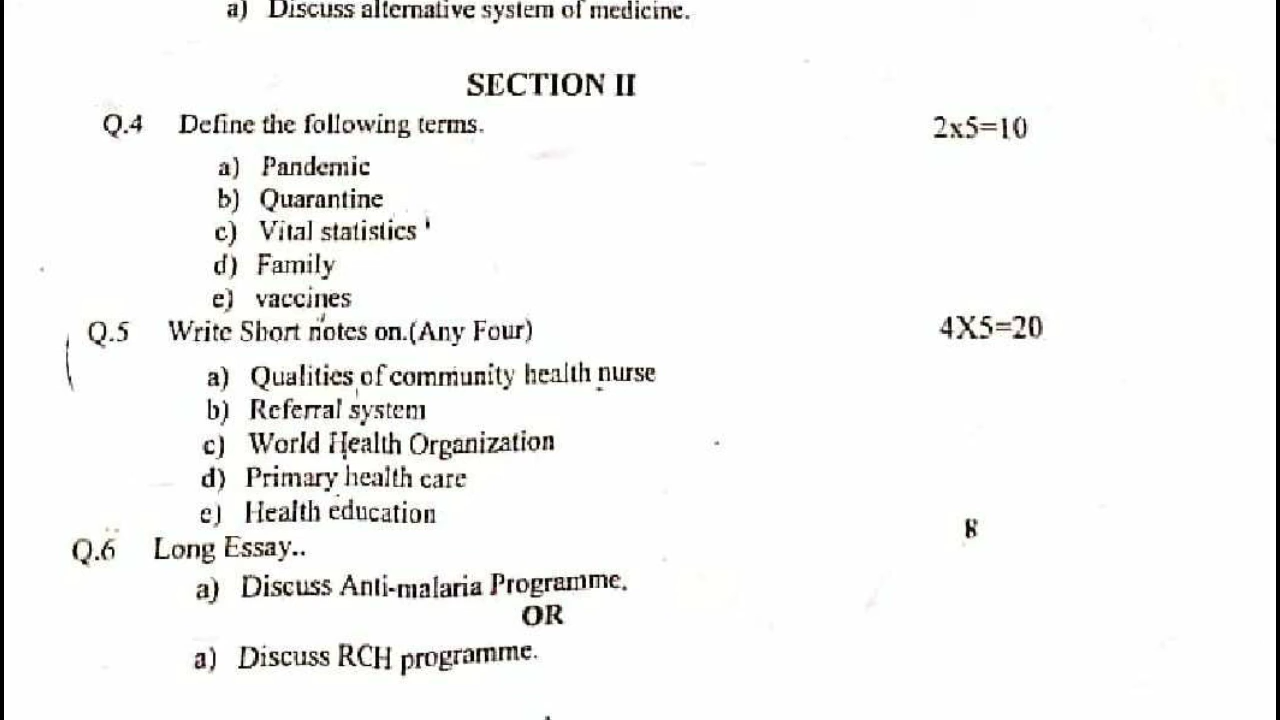 a) Discuss alternative system of medicine.
SECTION II
Q.4 Define the following terms. 2x5=10
a) Pandemic
b) Quarantine
c) Vital statistics
d) Family
e) vaccines
Q.5 Write Short notes on.(Any Four) 4X5=20
a) Qualities of community health nurse
b) Referral system
c) World Health Organization
d) Primary health care
e) Health education
Q.6 Long Essay.. 8
a) Discuss Anti-malaria Programme.
OR
a) Discuss RCH programme.